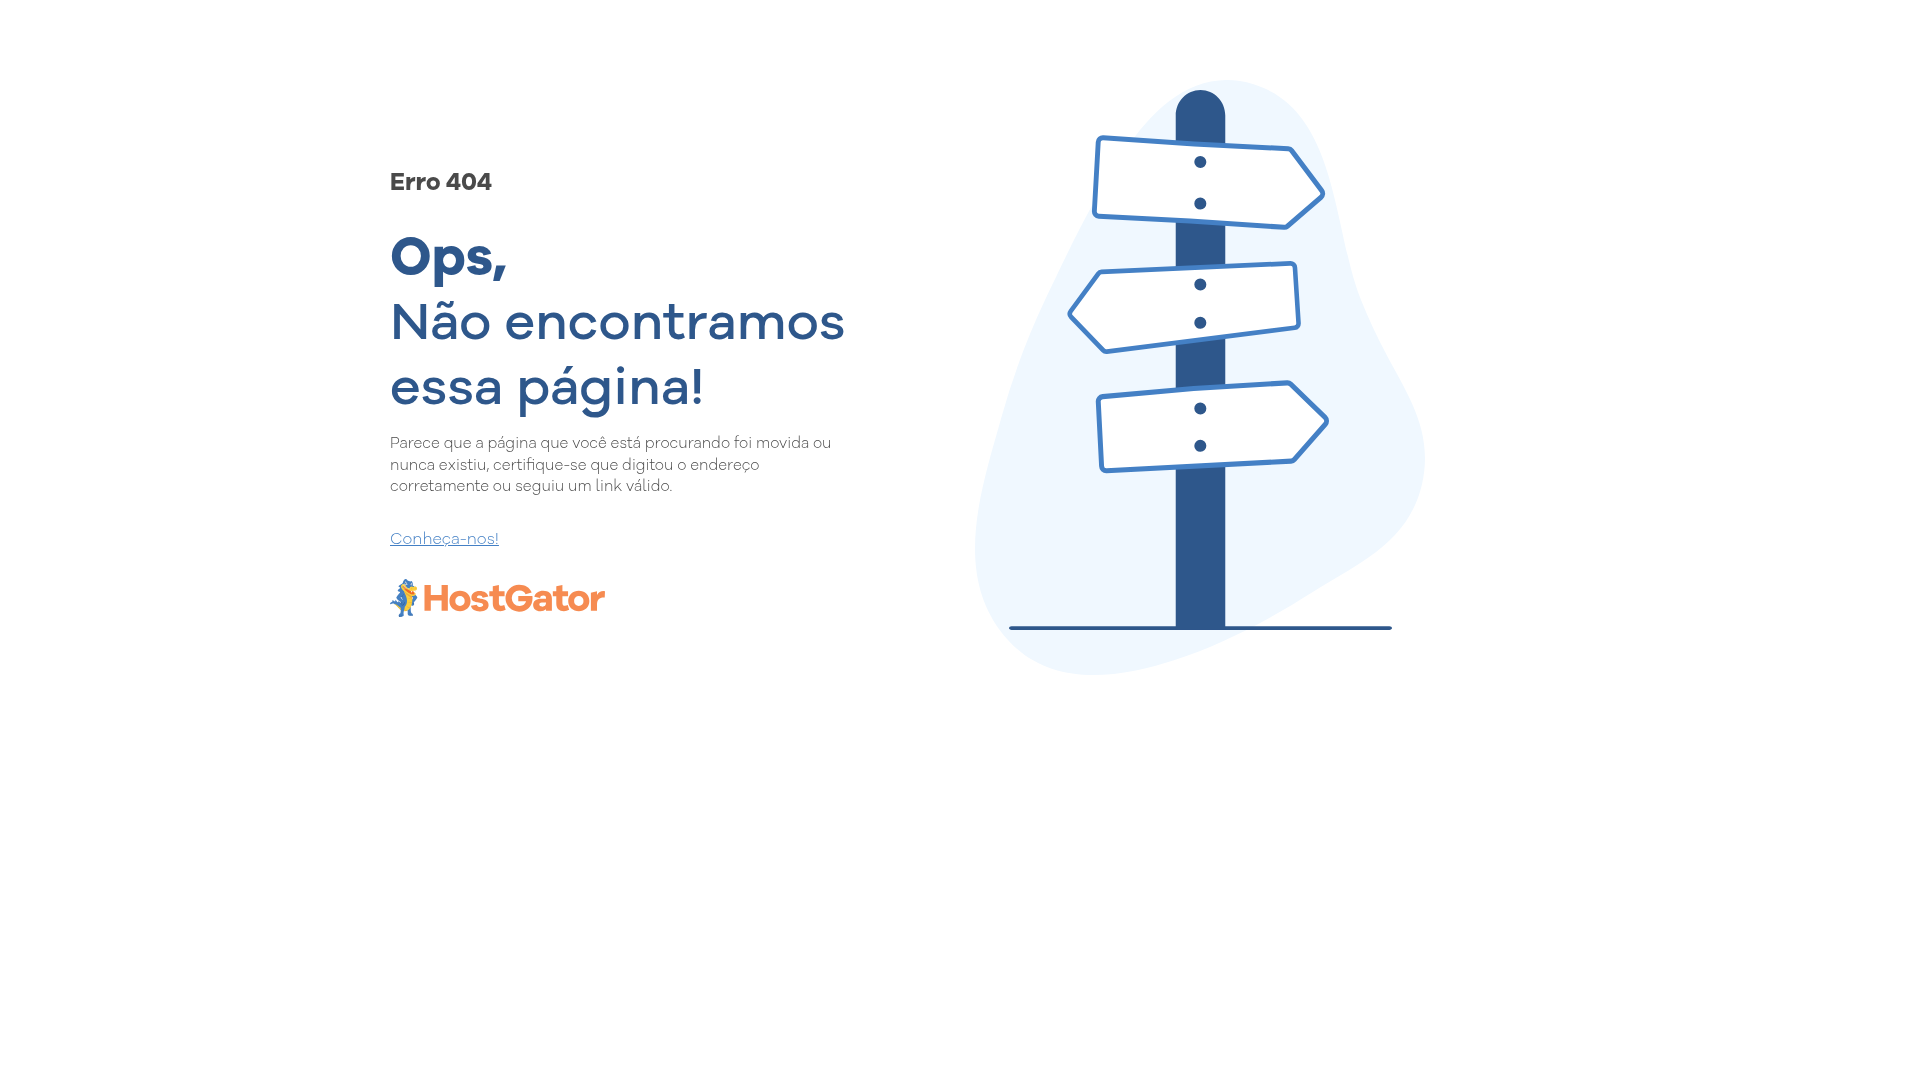 Erro 404
Ops,
Não encontramos
essa página!
Parece que a página que você está procurando foi movida ou
nunca existiu, certifique-se que digitou o endereço
corretamente ou seguiu um link válido.
Conheça-nos!
HostGator